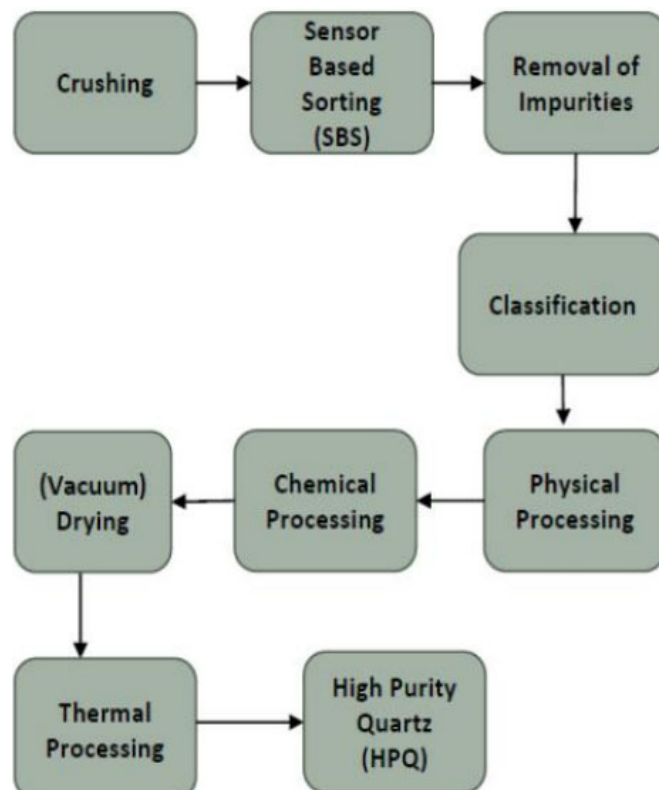 Crushing
Sensor
Based
Sorting
(SBS)
Removal of
Impurities
Classification
Physical
Processing
Chemical
Processing
(Vacuum)
Drying
Thermal
Processing
High Purity
Quartz
(HPQ)